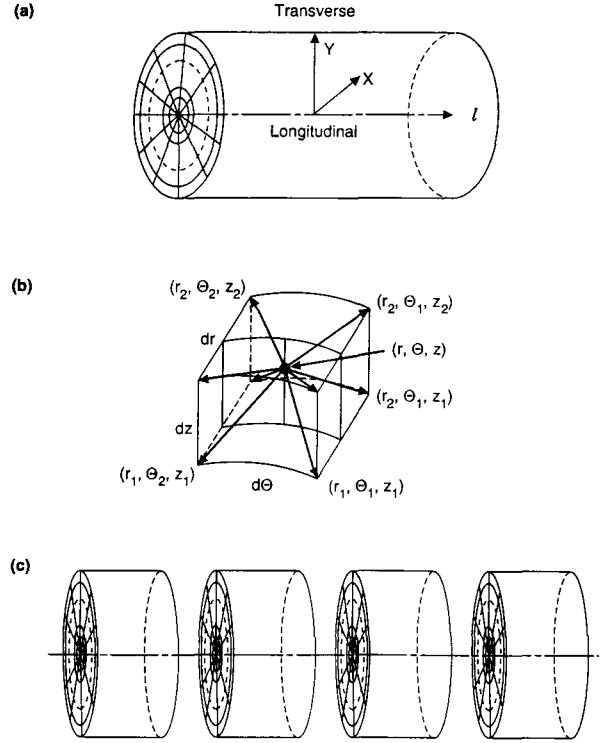 (a)
Transverse
Y
X
Longitudinal
l
(b)
(r₂, Θ₂, z₂)
(r₂, Θ₁, z₂)
dr
(r, Θ, z)
(r₂, Θ₁, z₁)
dz
(r₁, Θ₂, z₁)
dΘ
(r₁, Θ₁, z₁)
(c)